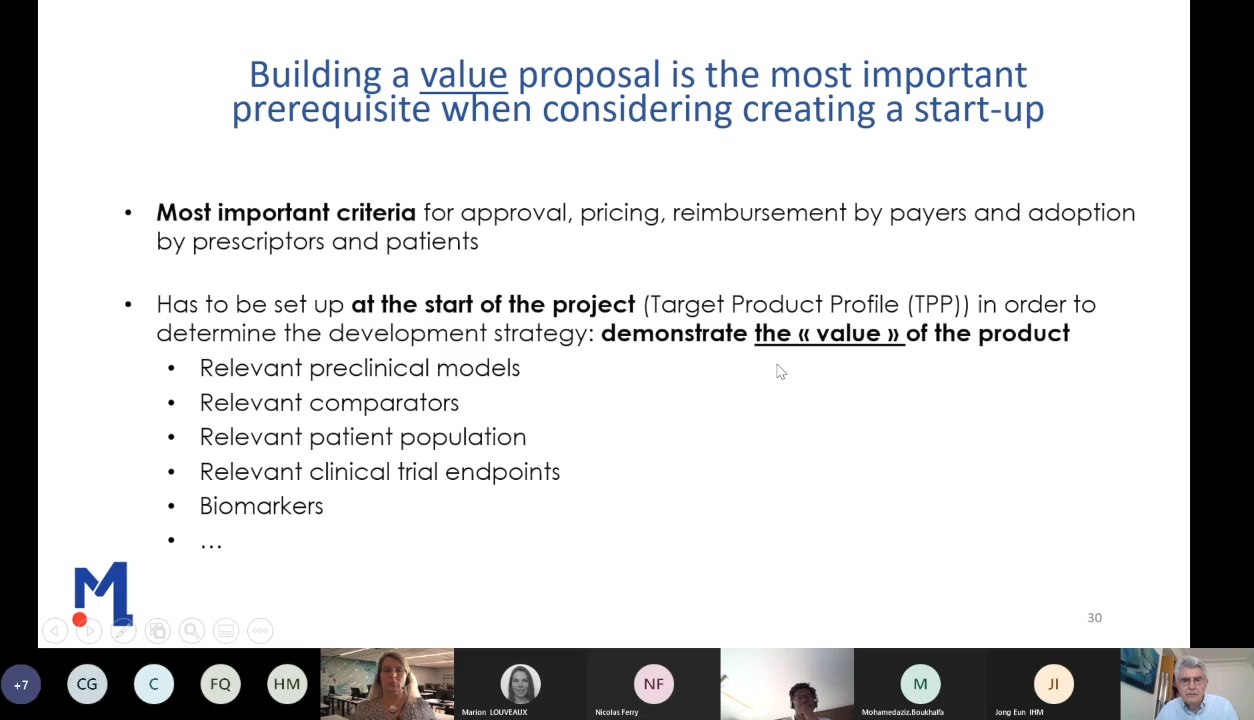 Building a value proposal is the most important
prerequisite when considering creating a start-up
• Most important criteria for approval, pricing, reimbursement by payers and adoption
by prescriptors and patients
• Has to be set up at the start of the project (Target Product Profile (TPP)) in order to
determine the development strategy: demonstrate the « value » of the product
• Relevant preclinical models
• Relevant comparators
• Relevant patient population
• Relevant clinical trial endpoints
• Biomarkers
• …
M
30
+7
CG
C
FQ
HM
NF
M
JI
Marion LOUVEAUX
Nicolas Ferry
Mohamedaziz.Boukhalfa
Jong Eun IHM